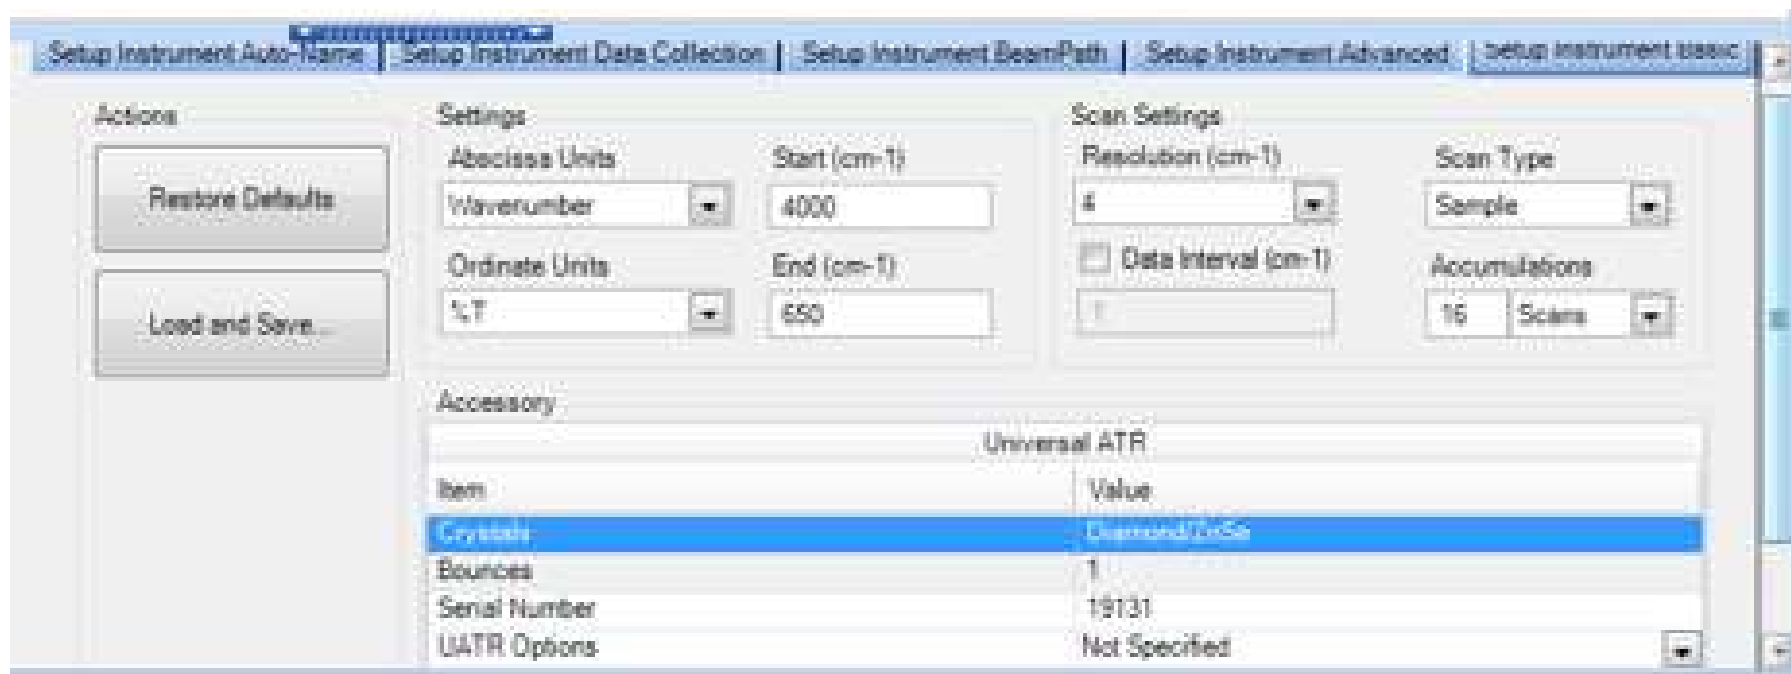 Setup Instrument Auto-Name Setup Instrument Data Collection Setup Instrument BeamPath Setup Instrument Advanced Setup Instrument Basic
Actions
Restore Defaults
Load and Save...
Settings
Abscissa Units Start (cm-1)
Wavenumber 4000
Ordinate Units End (cm-1)
%T 650
Scan Settings
Resolution (cm-1) Scan Type
4 Sample
Data Interval (cm-1) Accumulations
1 16 Scans
Accessory
Universal ATR
Item Value
Crystals Diamond/ZnSe
Bounces 1
Serial Number 19131
UATR Options Not Specified